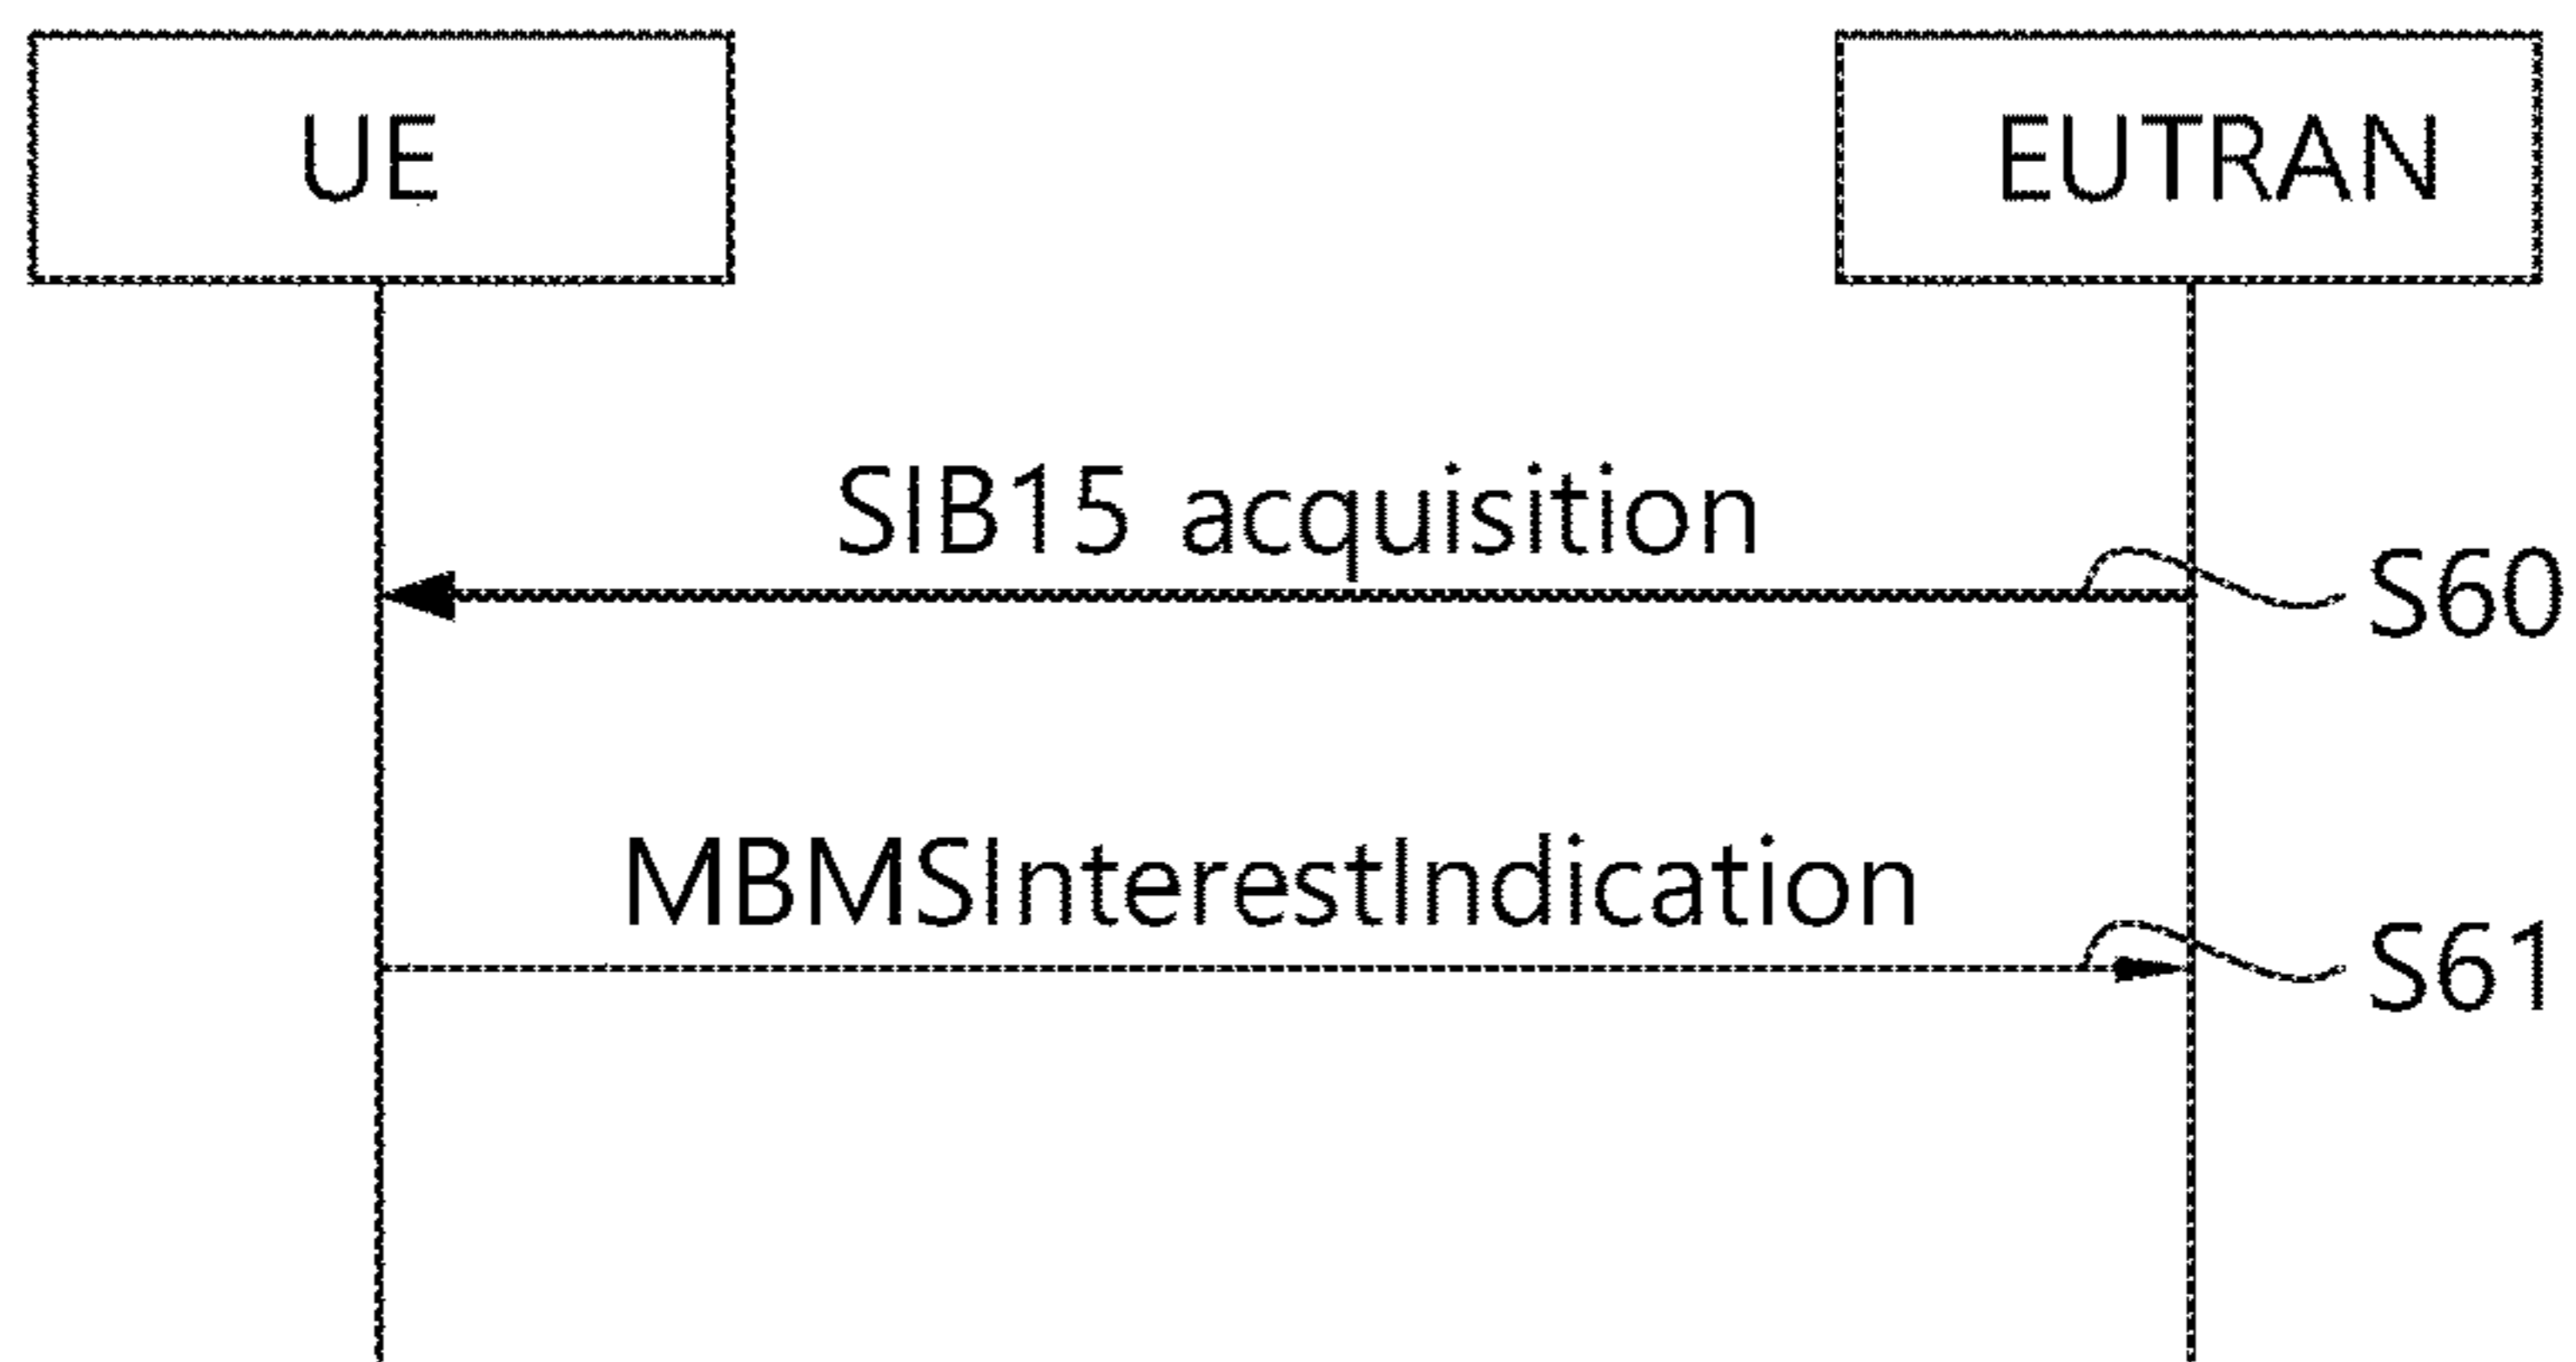 UE
EUTRAN
SIB15 acquisition
S60
MBMSInterestIndication
S61